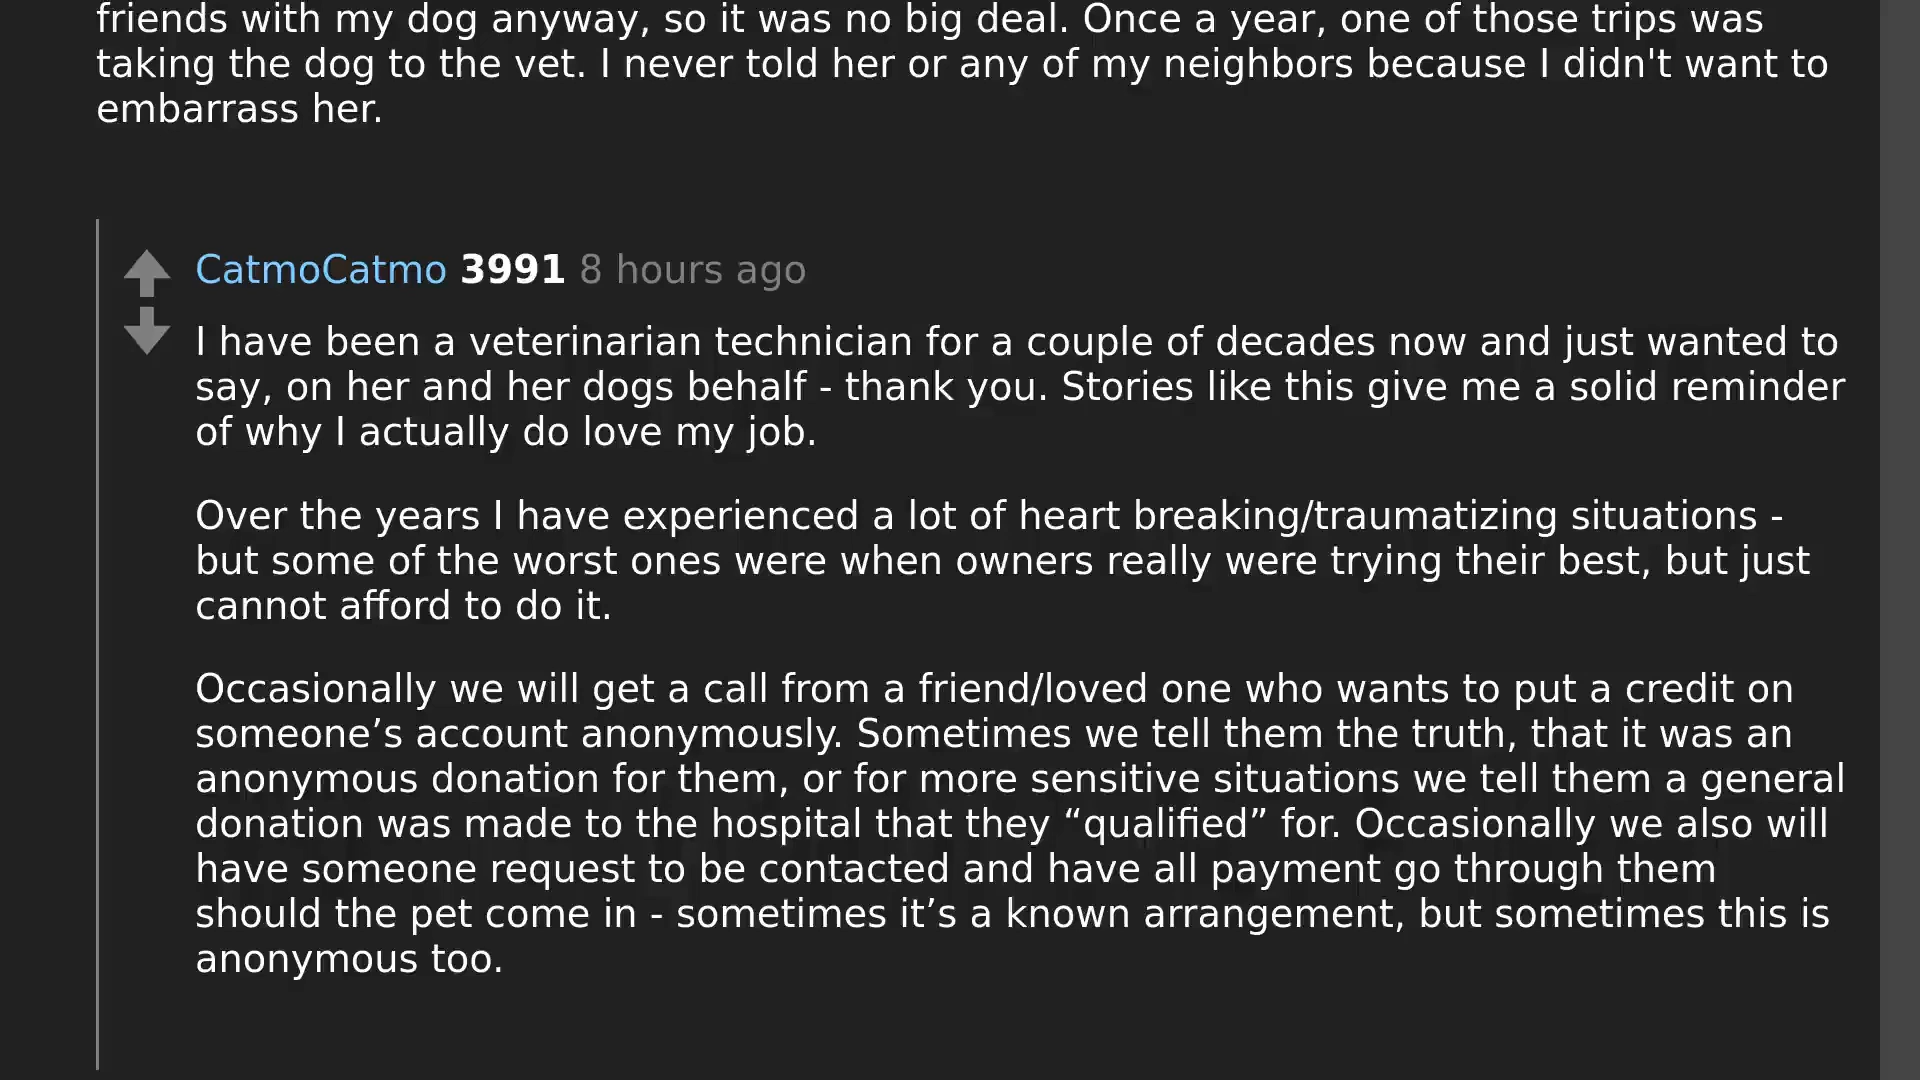 friends with my dog anyway, so it was no big deal. Once a year, one of those trips was
taking the dog to the vet. I never told her or any of my neighbors because I didn't want to
embarrass her.
CatmoCatmo 3991 8 hours ago
I have been a veterinarian technician for a couple of decades now and just wanted to
say, on her and her dogs behalf - thank you. Stories like this give me a solid reminder
of why I actually do love my job.
Over the years I have experienced a lot of heart breaking/traumatizing situations -
but some of the worst ones were when owners really were trying their best, but just
cannot afford to do it.
Occasionally we will get a call from a friend/loved one who wants to put a credit on
someone’s account anonymously. Sometimes we tell them the truth, that it was an
anonymous donation for them, or for more sensitive situations we tell them a general
donation was made to the hospital that they “qualified” for. Occasionally we also will
have someone request to be contacted and have all payment go through them
should the pet come in - sometimes it’s a known arrangement, but sometimes this is
anonymous too.